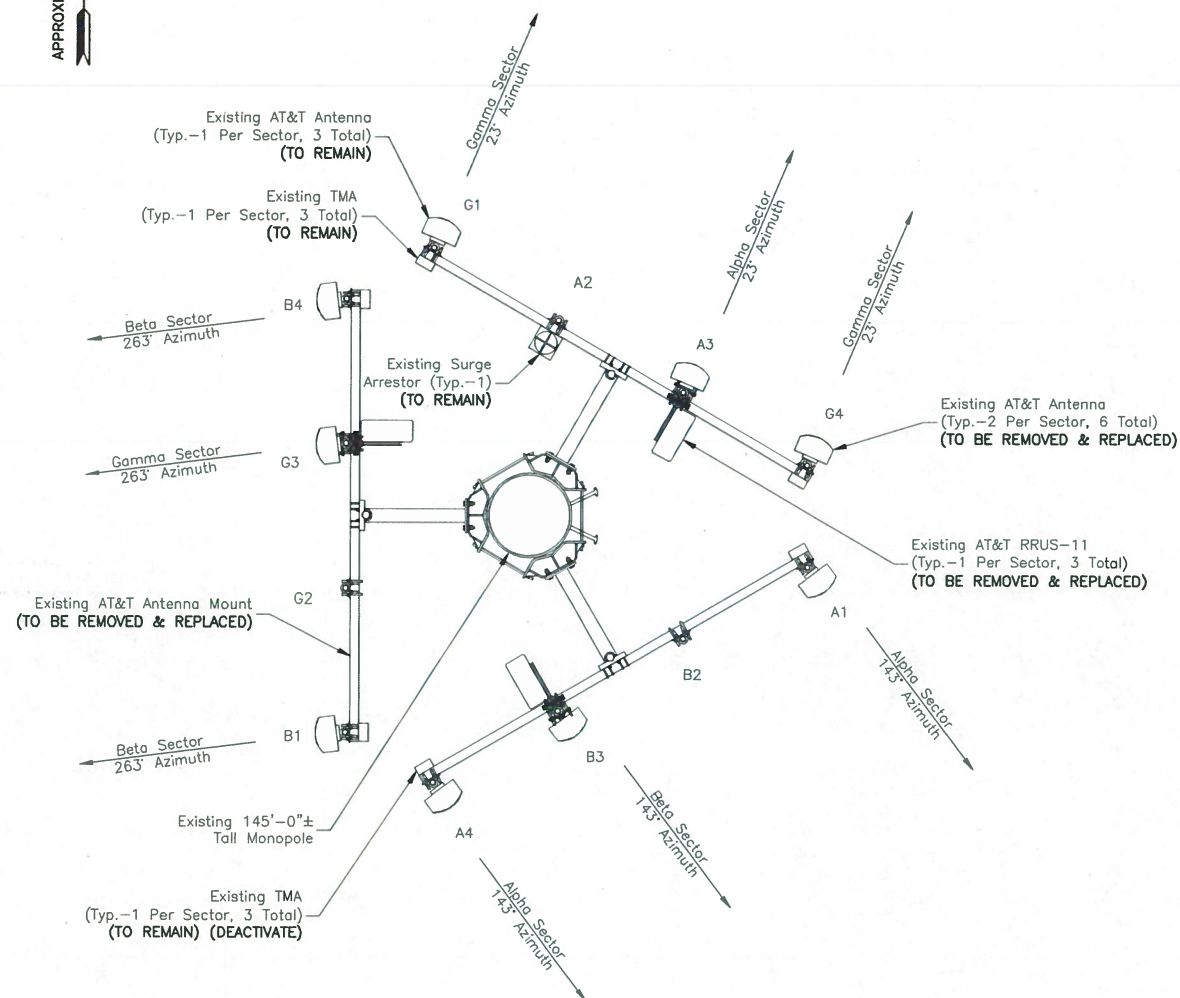 APPROXI
Gamma Sector
23° Azimuth
Existing AT&T Antenna
(Typ.-1 Per Sector, 3 Total)
(TO REMAIN)
Existing TMA
(Typ.-1 Per Sector, 3 Total)
(TO REMAIN)
G1
Alpha Sector
23° Azimuth
Gamma Sector
23° Azimuth
A2
B4
Beta Sector
263° Azimuth
Existing Surge
Arrestor (Typ.-1)
(TO REMAIN)
A3
G4
Existing AT&T Antenna
(Typ.-2 Per Sector, 6 Total)
(TO BE REMOVED & REPLACED)
Gamma Sector
263° Azimuth
G3
Existing AT&T RRUS-11
(Typ.-1 Per Sector, 3 Total)
(TO BE REMOVED & REPLACED)
Existing AT&T Antenna Mount
(TO BE REMOVED & REPLACED)
G2
A1
Alpha Sector
143° Azimuth
B2
B1
Beta Sector
263° Azimuth
B3
Beta Sector
143° Azimuth
Existing 145'-0"±
Tall Monopole
A4
Alpha Sector
143° Azimuth
Existing TMA
(Typ.-1 Per Sector, 3 Total)
(TO REMAIN) (DEACTIVATE)